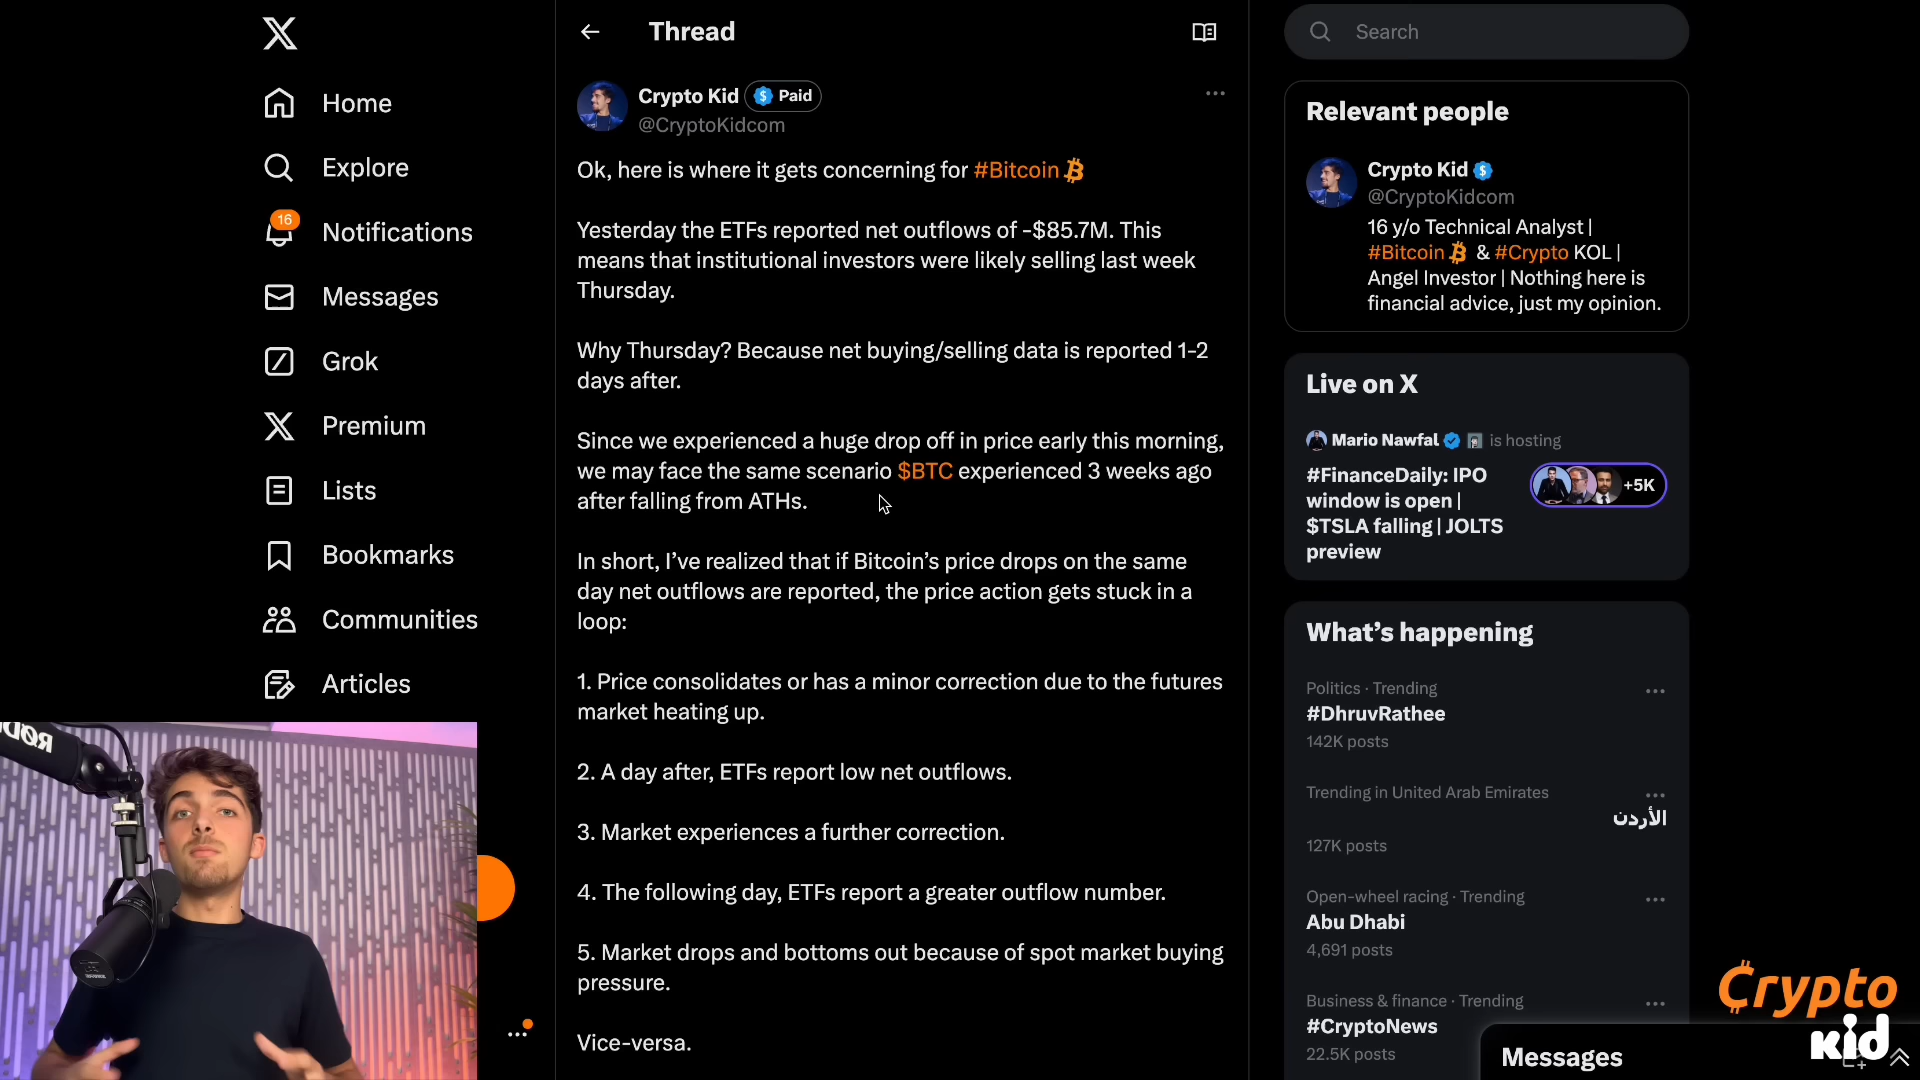 Home
Explore
16
Notifications
Messages
Grok
Premium
Lists
Bookmarks
Communities
Articles
RØDE
Thread
Crypto Kid Paid
@CryptoKidcom
Ok, here is where it gets concerning for #Bitcoin
Yesterday the ETFs reported net outflows of -$85.7M. This
means that institutional investors were likely selling last week
Thursday.
Why Thursday? Because net buying/selling data is reported 1-2
days after.
Since we experienced a huge drop off in price early this morning,
we may face the same scenario $BTC experienced 3 weeks ago
after falling from ATHs.
In short, I’ve realized that if Bitcoin’s price drops on the same
day net outflows are reported, the price action gets stuck in a
loop:
1. Price consolidates or has a minor correction due to the futures
market heating up.
2. A day after, ETFs report low net outflows.
3. Market experiences a further correction.
4. The following day, ETFs report a greater outflow number.
5. Market drops and bottoms out because of spot market buying
pressure.
Vice-versa.
Search
Relevant people
Crypto Kid
@CryptoKidcom
16 y/o Technical Analyst |
#Bitcoin & #Crypto KOL |
Angel Investor | Nothing here is
financial advice, just my opinion.
Live on X
Mario Nawfal is hosting
#FinanceDaily: IPO
window is open |
$TSLA falling | JOLTS
preview
+5K
What’s happening
Politics · Trending
#DhruvRathee
142K posts
Trending in United Arab Emirates
الأردن
127K posts
Open-wheel racing · Trending
Abu Dhabi
4,691 posts
Business & finance · Trending
#CryptoNews
22.5K posts
Messages
Crypto
kid